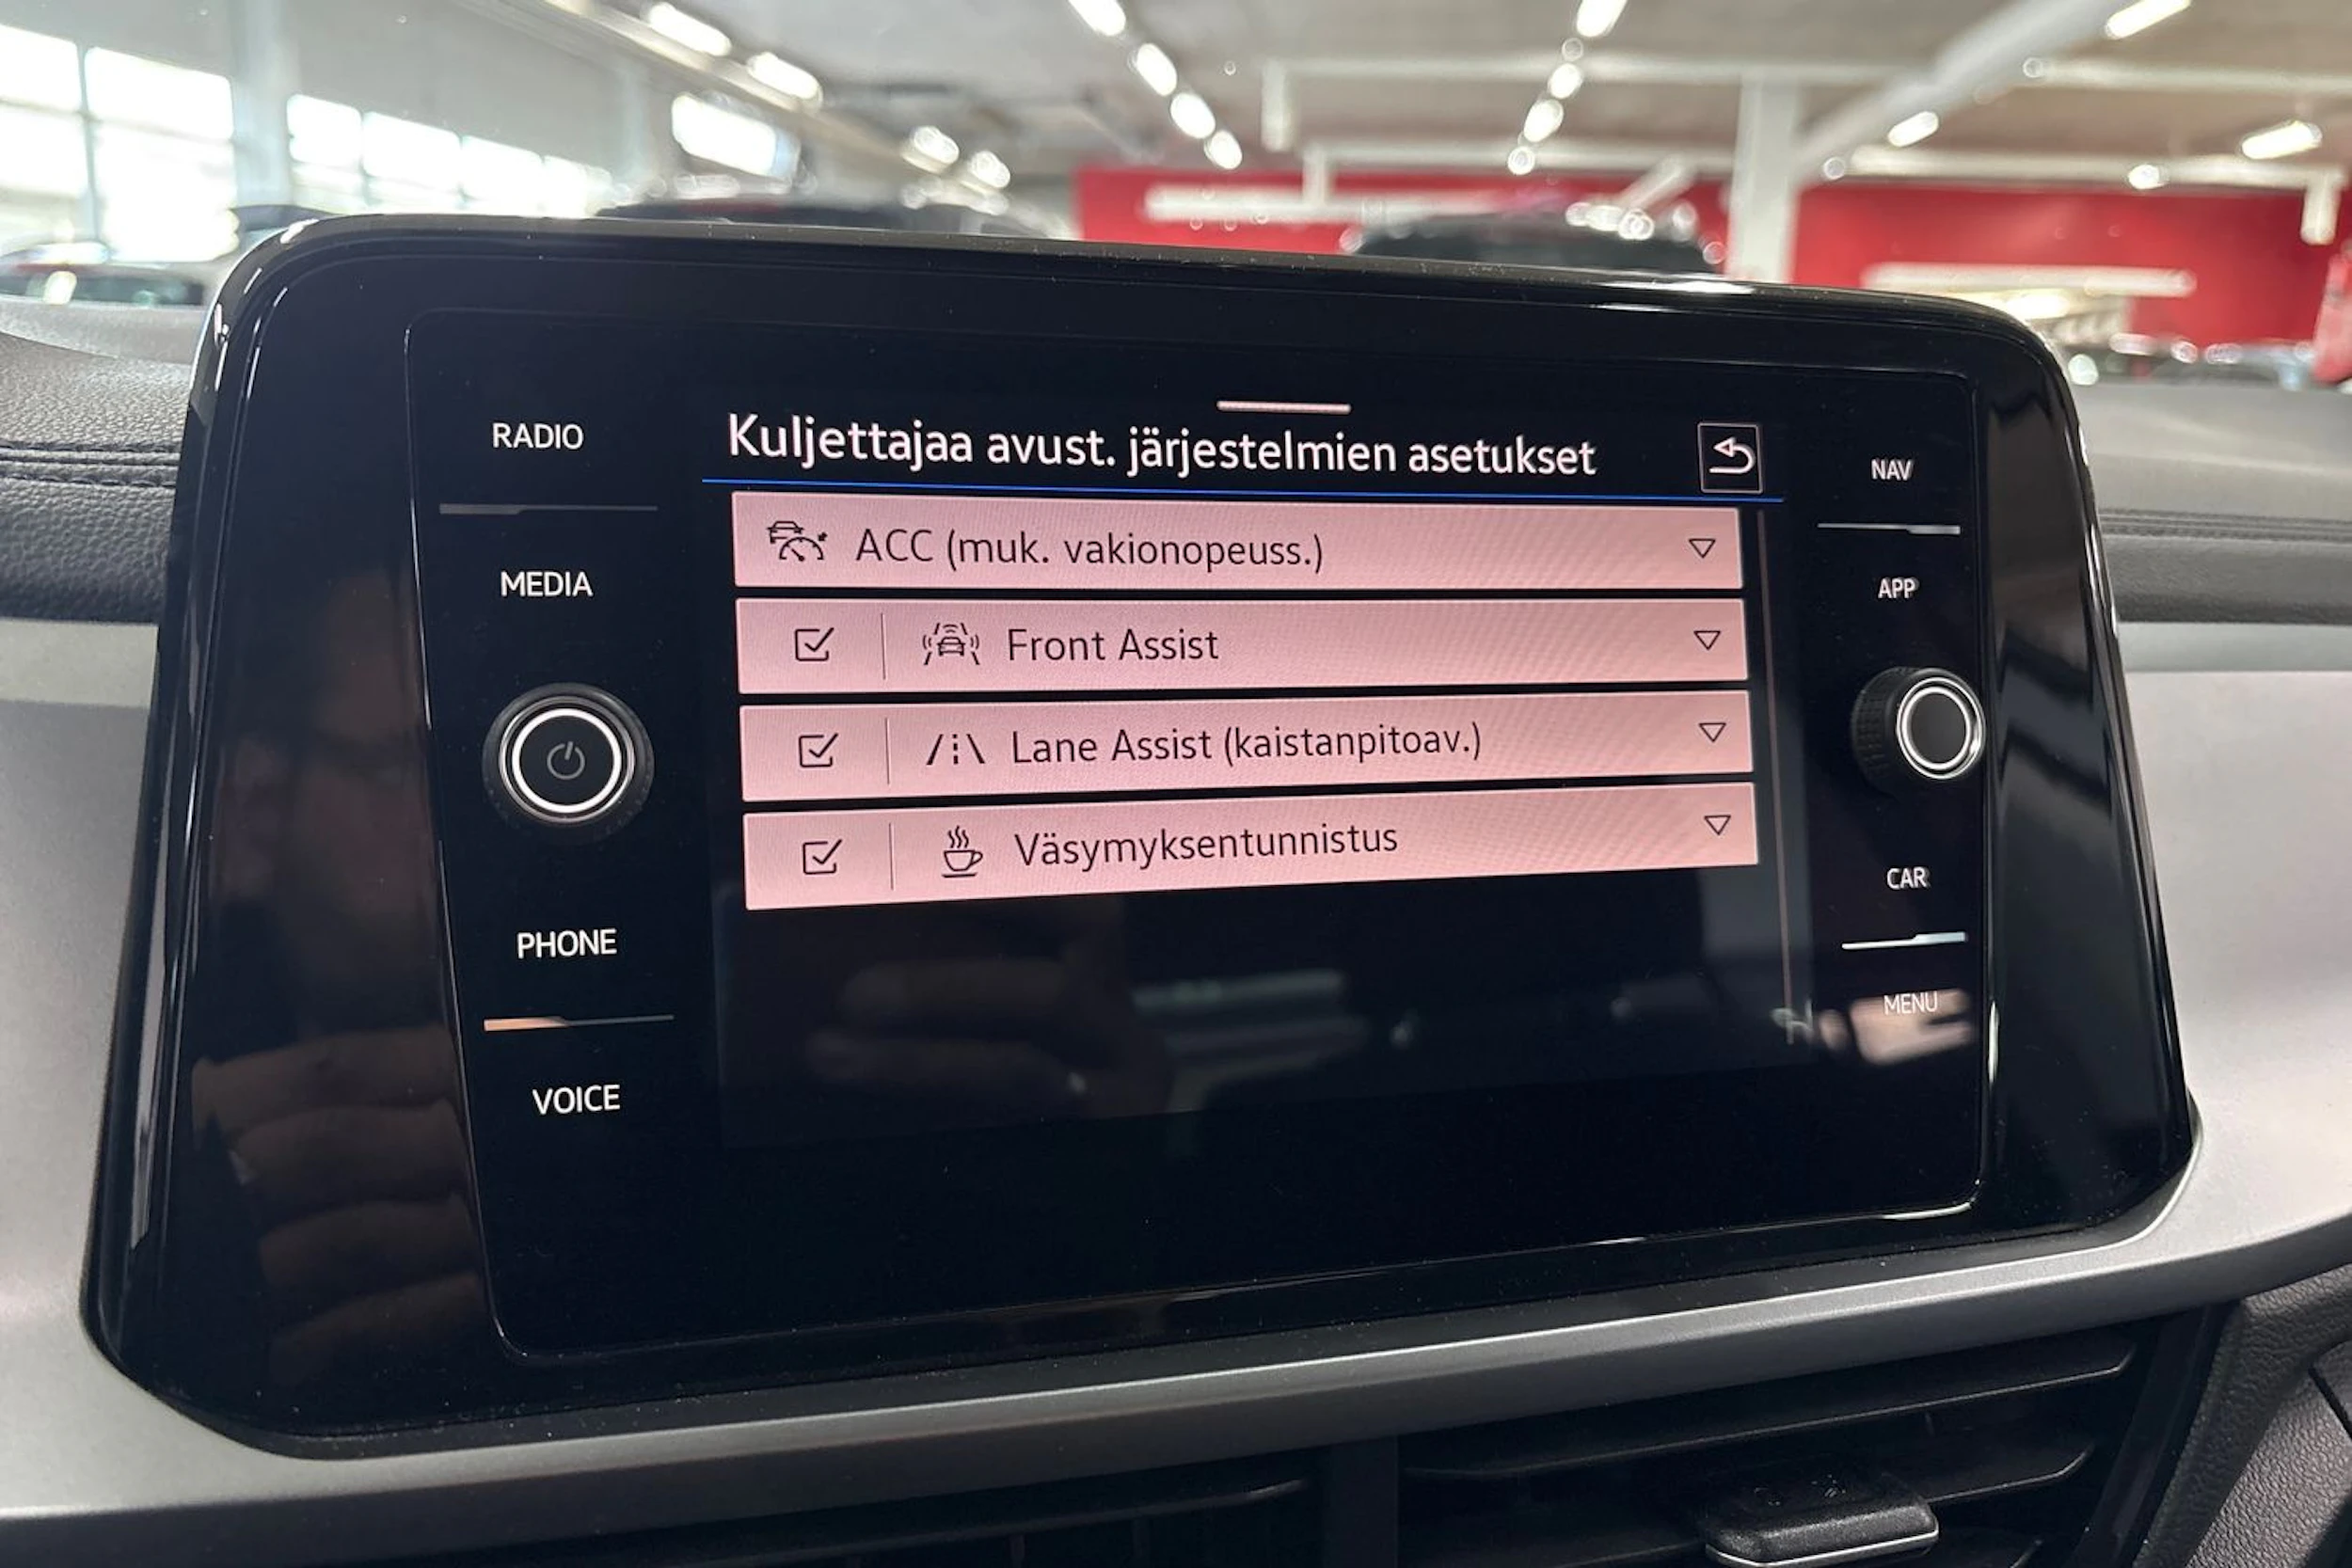 RADIO
MEDIA
PHONE
VOICE
Kuljettajaa avust. järjestelmien asetukset
ACC (muk. vakionopeuss.)
Front Assist
Lane Assist (kaistanpitoav.)
Väsymyksentunnistus
NAV
APP
CAR
MENU